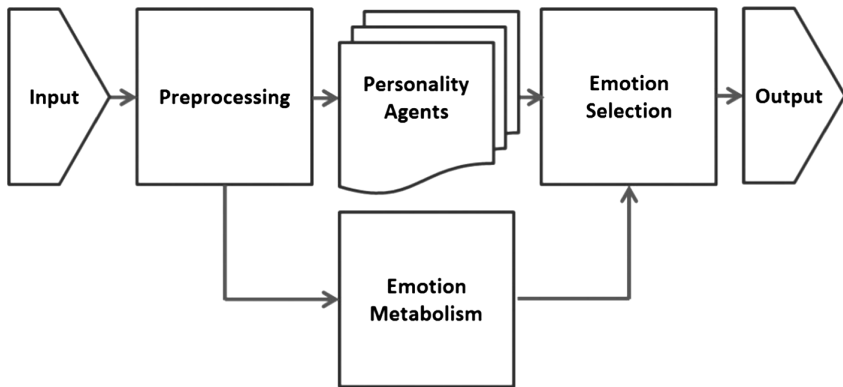 Input
Preprocessing
Personality
Agents
Emotion
Selection
Output
Emotion
Metabolism